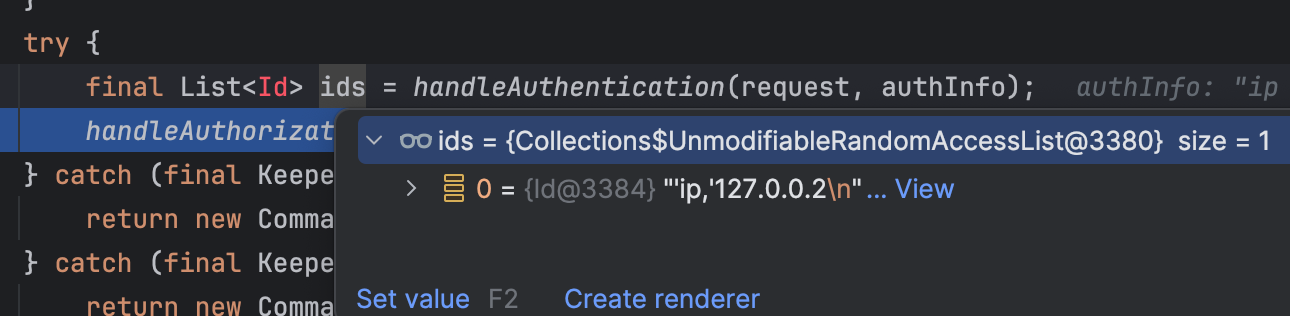 }
try {
final List<Id> ids = handleAuthentication(request, authInfo); authInfo: "ip
handleAuthorizat
ids = {Collections$UnmodifiableRandomAccessList@3380} size = 1
} catch (final Keepe
0 = {Id@3384} "'ip,'127.0.0.2\n" ... View
return new Comma
} catch (final Keepe
return new Comma
Set value F2 Create renderer